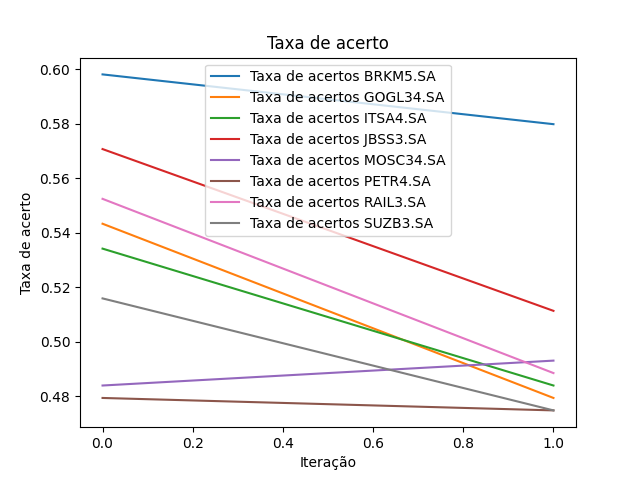 Taxa de acerto
0.60
0.58
0.56
0.54
0.52
0.50
0.48
Taxa de acerto
Taxa de acertos BRKM5.SA
Taxa de acertos GOGL34.SA
Taxa de acertos ITSA4.SA
Taxa de acertos JBSS3.SA
Taxa de acertos MOSC34.SA
Taxa de acertos PETR4.SA
Taxa de acertos RAIL3.SA
Taxa de acertos SUZB3.SA
0.0 0.2 0.4 0.6 0.8 1.0
Iteração